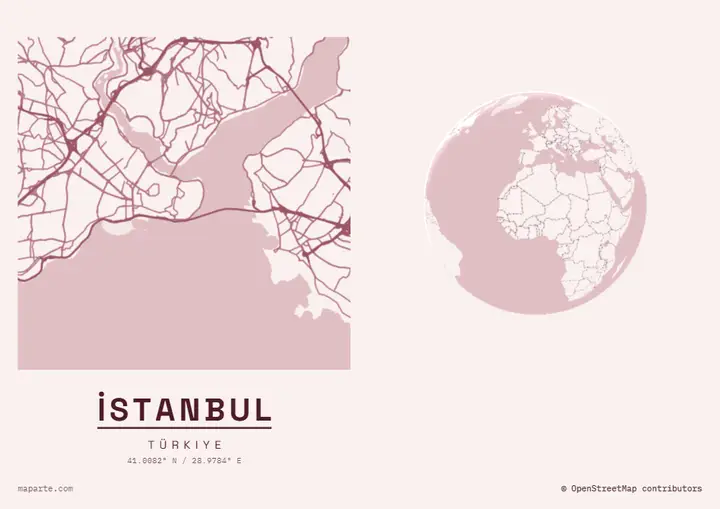 İSTANBUL
TÜRKIYE
41.0082° N / 28.9784° E
maparte.com
© OpenStreetMap contributors